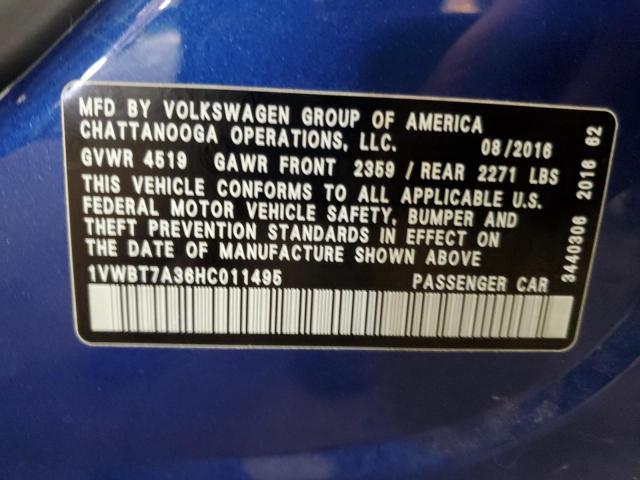 MFD BY VOLKSWAGEN GROUP OF AMERICA
CHATTANOOGA OPERATIONS, LLC. 08/2016
GVWR 4519 GAWR FRONT 2359 / REAR 2271 LBS
THIS VEHICLE CONFORMS TO ALL APPLICABLE U.S.
FEDERAL MOTOR VEHICLE SAFETY, BUMPER AND
THEFT PREVENTION STANDARDS IN EFFECT ON
THE DATE OF MANUFACTURE SHOWN ABOVE.
1VWBT7A36HC011495 PASSENGER CAR
3440306 2016 62